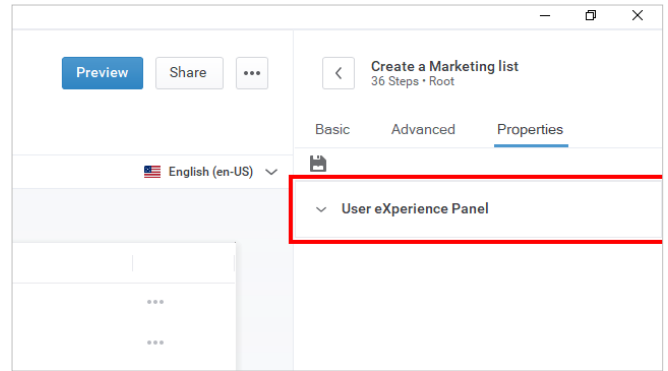 Preview
Share
Create a Marketing list
36 Steps • Root
Basic
Advanced
Properties
English (en-US)
User eXperience Panel